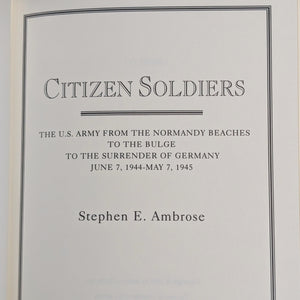 CITIZEN SOLDIERS
THE U.S. ARMY FROM THE NORMANDY BEACHES
TO THE BULGE
TO THE SURRENDER OF GERMANY
JUNE 7, 1944-MAY 7, 1945
Stephen E. Ambrose